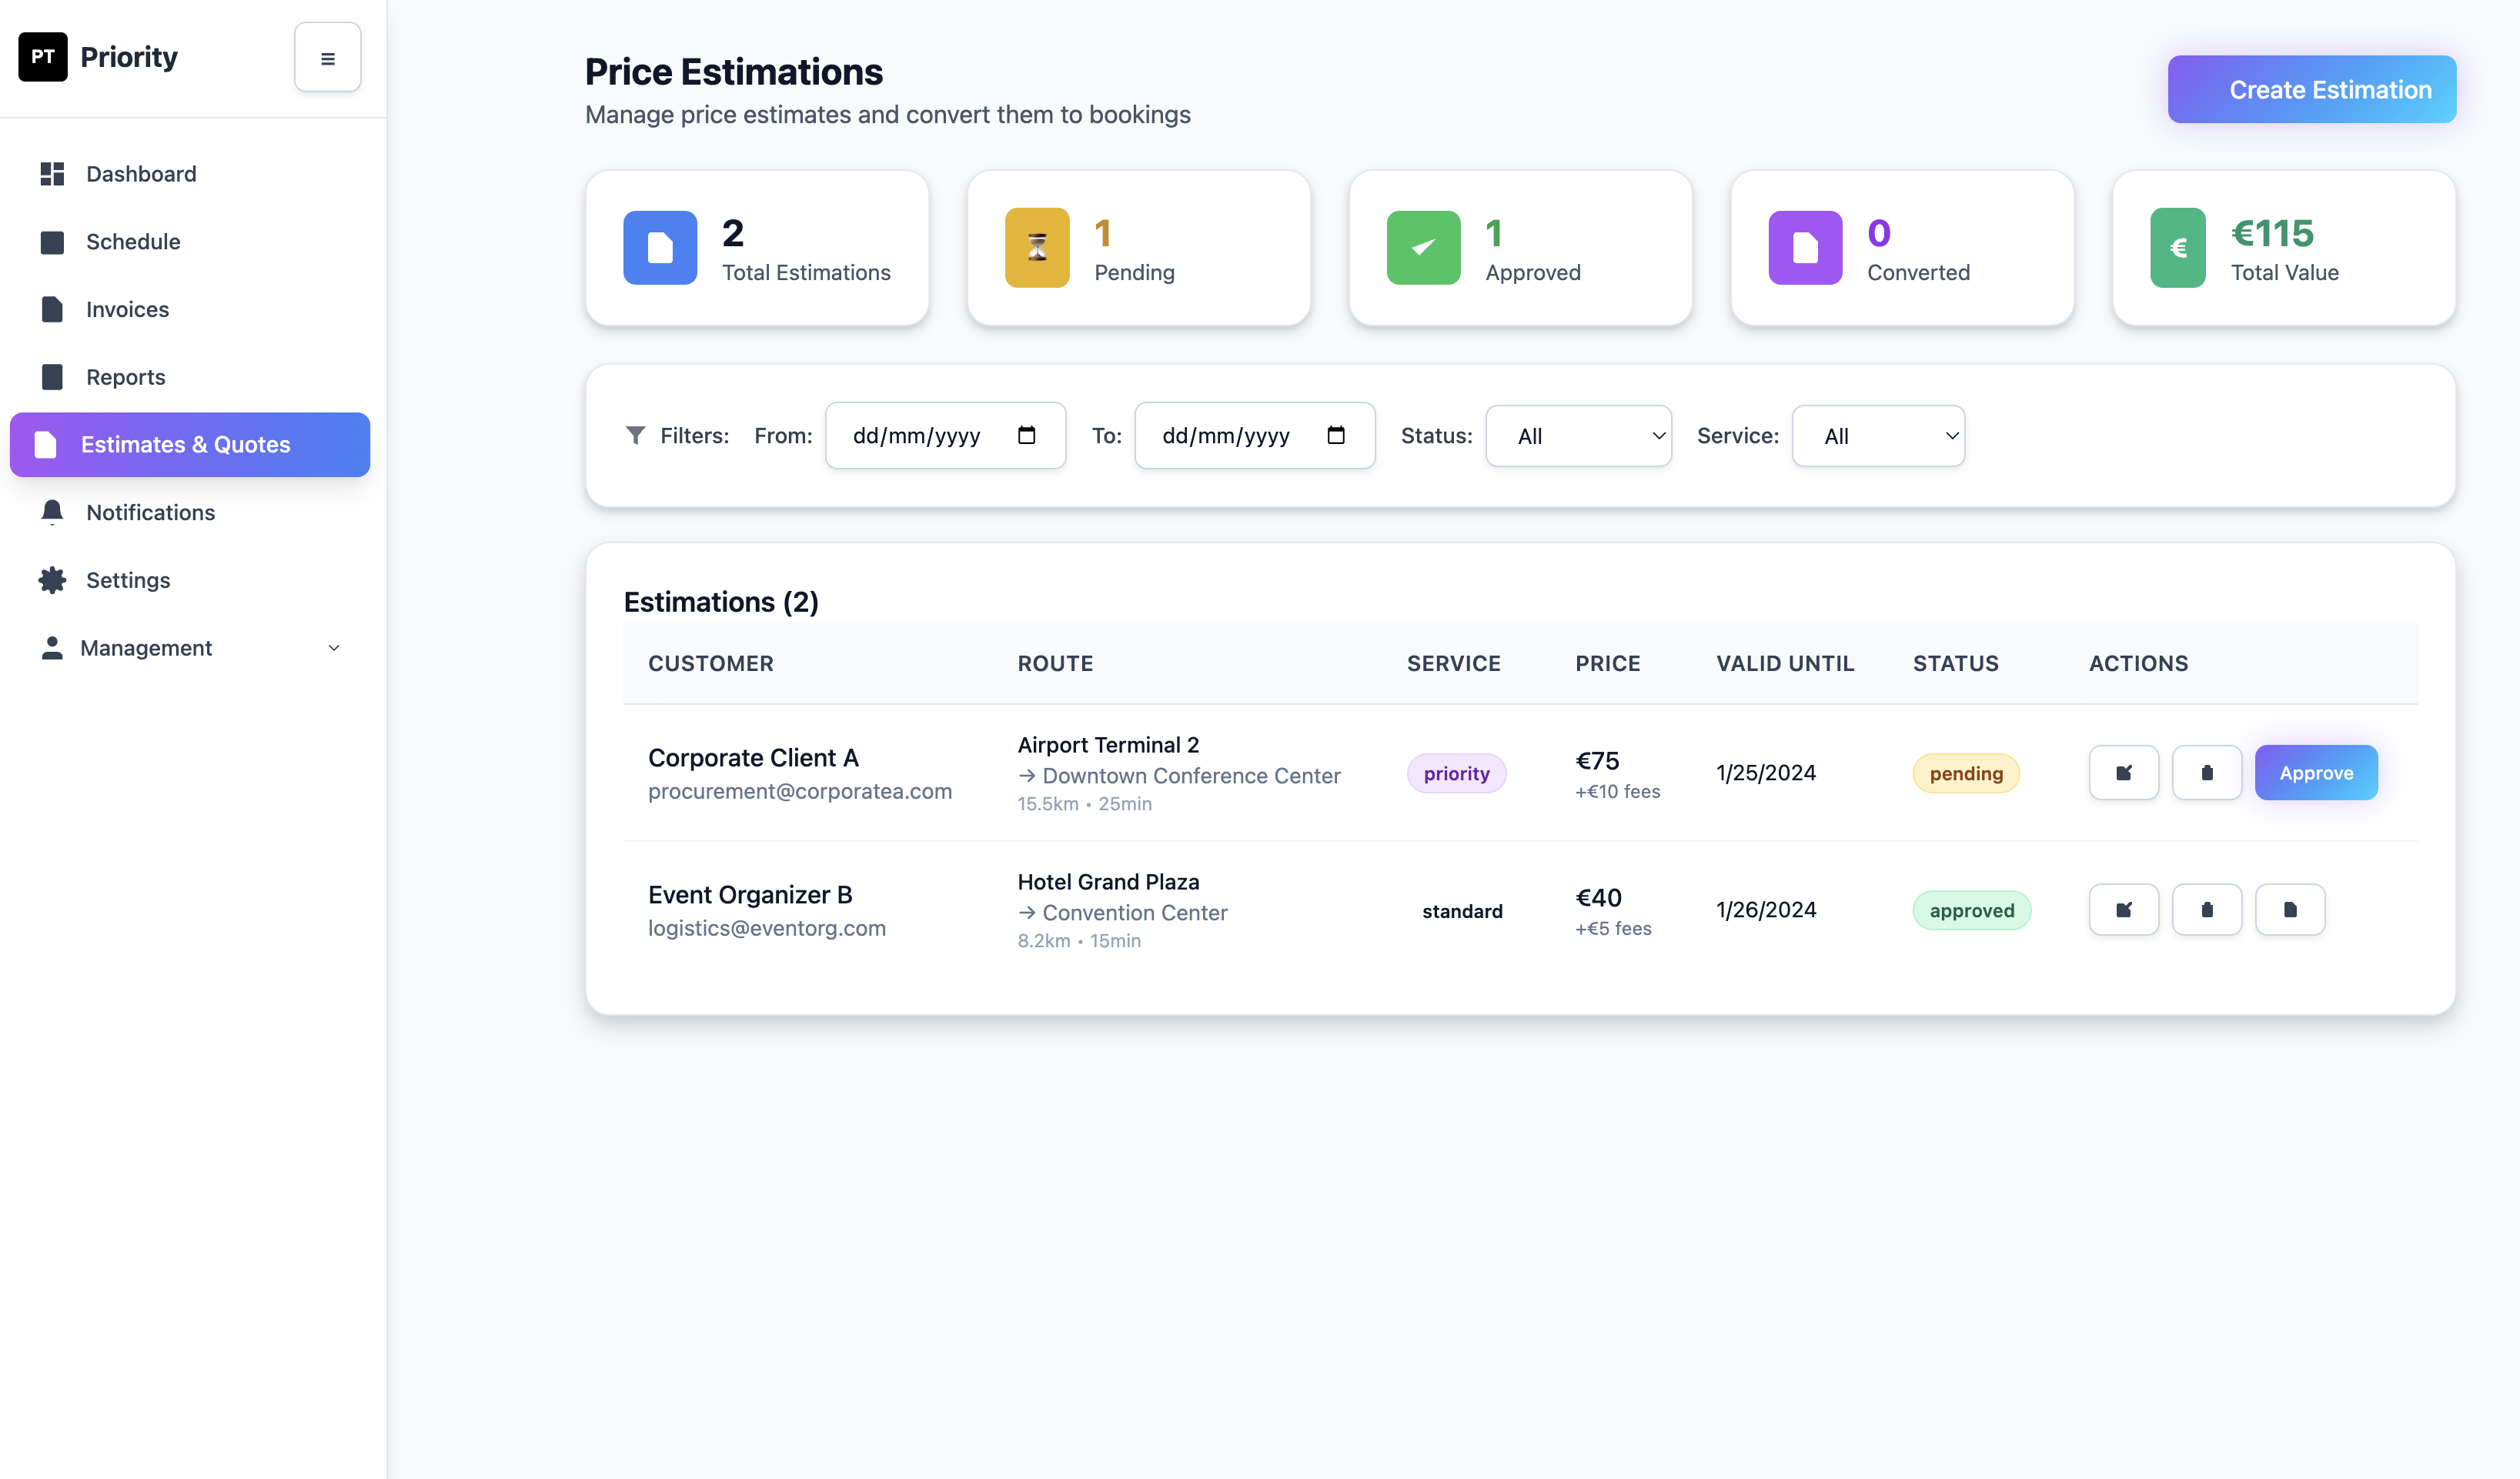 PT Priority
Dashboard
Schedule
Invoices
Reports
Estimates & Quotes
Notifications
Settings
Management
Price Estimations
Manage price estimates and convert them to bookings
Create Estimation
2
Total Estimations
1
Pending
1
Approved
0
Converted
€
€115
Total Value
Filters: From: dd/mm/yyyy To: dd/mm/yyyy Status: All Service: All
Estimations (2)
CUSTOMER ROUTE SERVICE PRICE VALID UNTIL STATUS ACTIONS
Corporate Client A
procurement@corporatea.com
Airport Terminal 2
→ Downtown Conference Center
15.5km • 25min
priority
€75
+€10 fees
1/25/2024
pending
Approve
Event Organizer B
logistics@eventorg.com
Hotel Grand Plaza
→ Convention Center
8.2km • 15min
standard
€40
+€5 fees
1/26/2024
approved